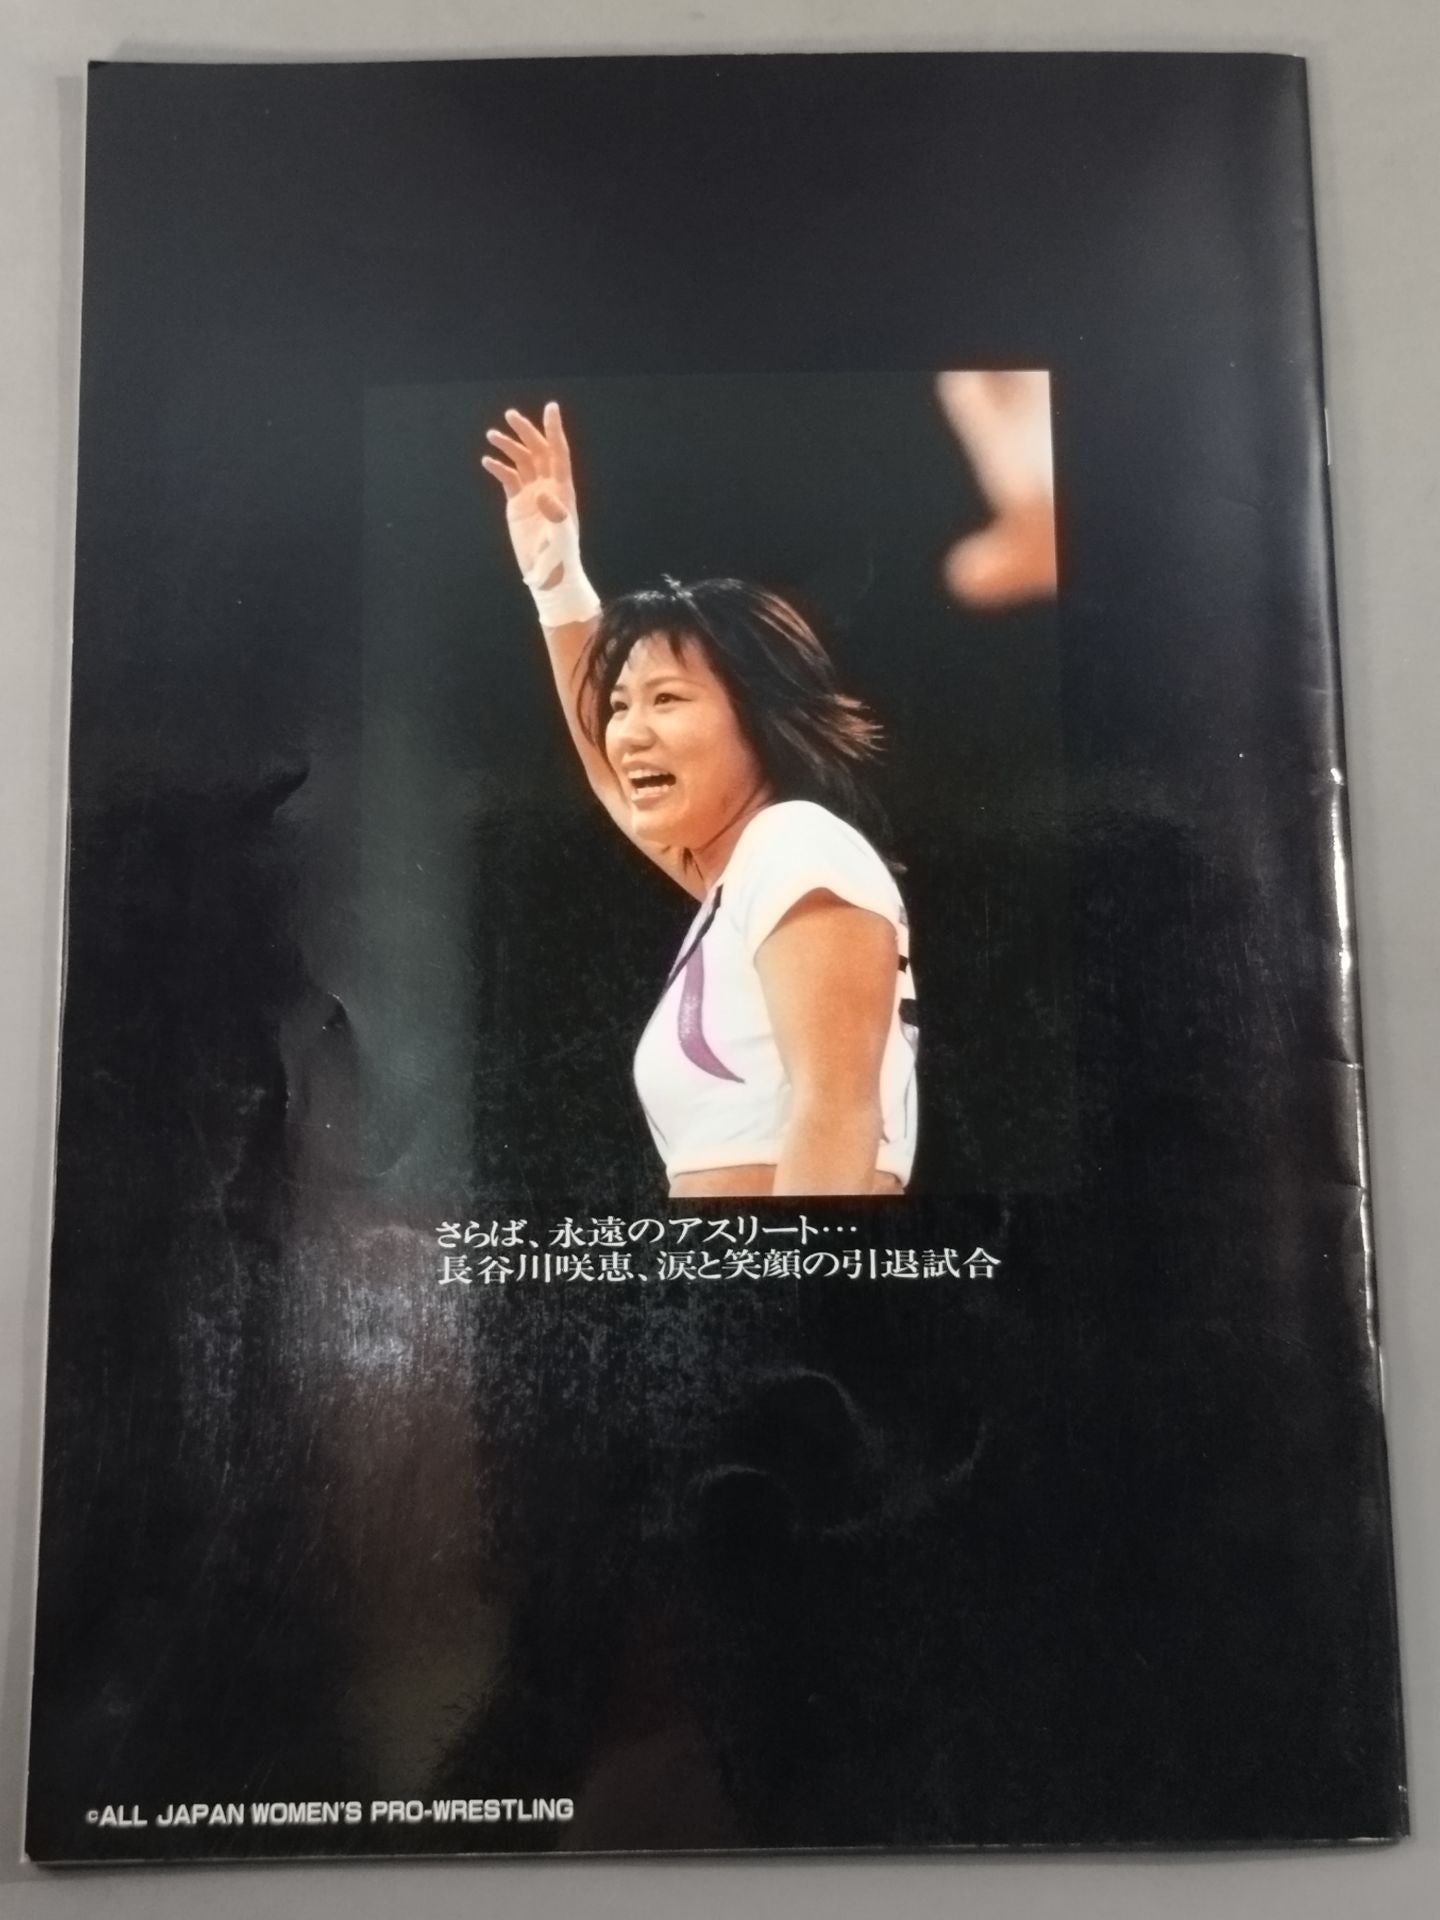 さらば、永遠のアスリート…
長谷川咲恵、涙と笑顔の引退試合
©ALL JAPAN WOMEN'S PRO-WRESTLING